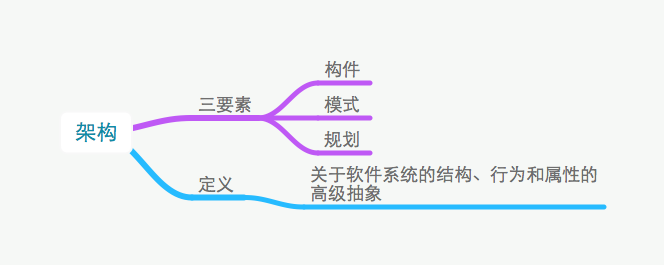 架构
三要素
构件
模式
规划
定义
关于软件系统的结构、行为和属性的
高级抽象